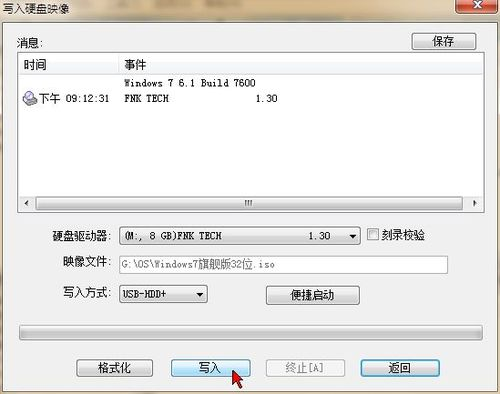 写入硬盘映像
消息:
保存
时间 事件
Windows 7 6.1 Build 7600
下午 09:12:31 FNK TECH 1.30
硬盘驱动器: (M:, 8 GB)FNK TECH 1.30 刻录校验
映像文件: G:\OS\Windows7旗舰版32位.iso
写入方式: USB-HDD+ 便捷启动
格式化 写入 终止[A] 返回